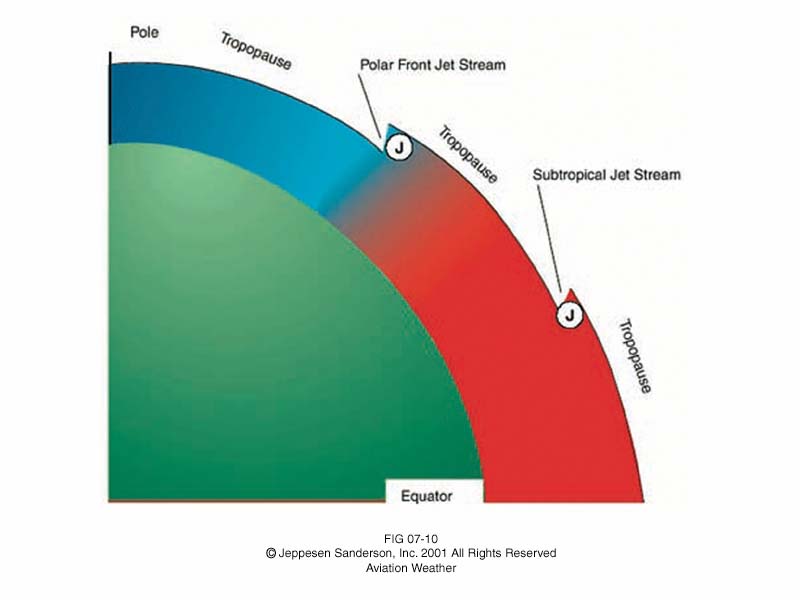 Pole
Tropopause
Polar Front Jet Stream
J
Tropopause
Subtropical Jet Stream
J
Tropopause
Equator
FIG 07-10
© Jeppesen Sanderson, Inc. 2001 All Rights Reserved
Aviation Weather